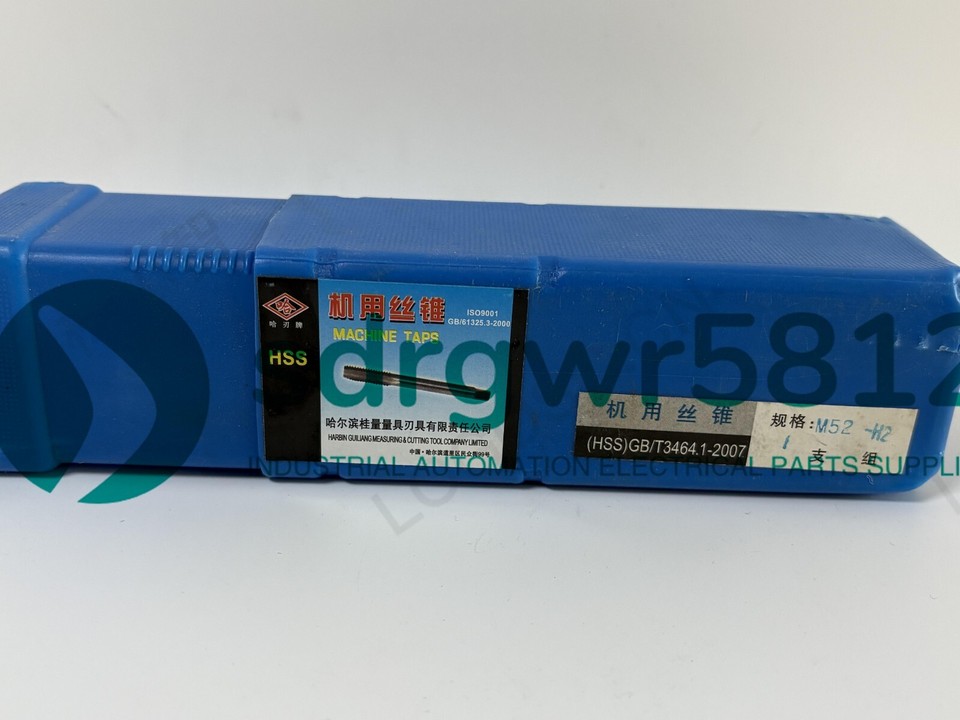 哈
哈刃牌
HSS
机用丝锥
ISO9001
GB/61325.3-2000
MACHINE TAPS
哈尔滨桂量量具刃具有限责任公司
HARBIN GUILIANG MEASURING & CUTTING TOOL COMPANY LIMITED
机用丝锥
(HSS)GB/T3464.1-2007
规格: M52 -H2
1 支 组
sdrgwr5812
INDUSTRIAL AUTOMATION ELECTRICAL PARTS SUPPLI